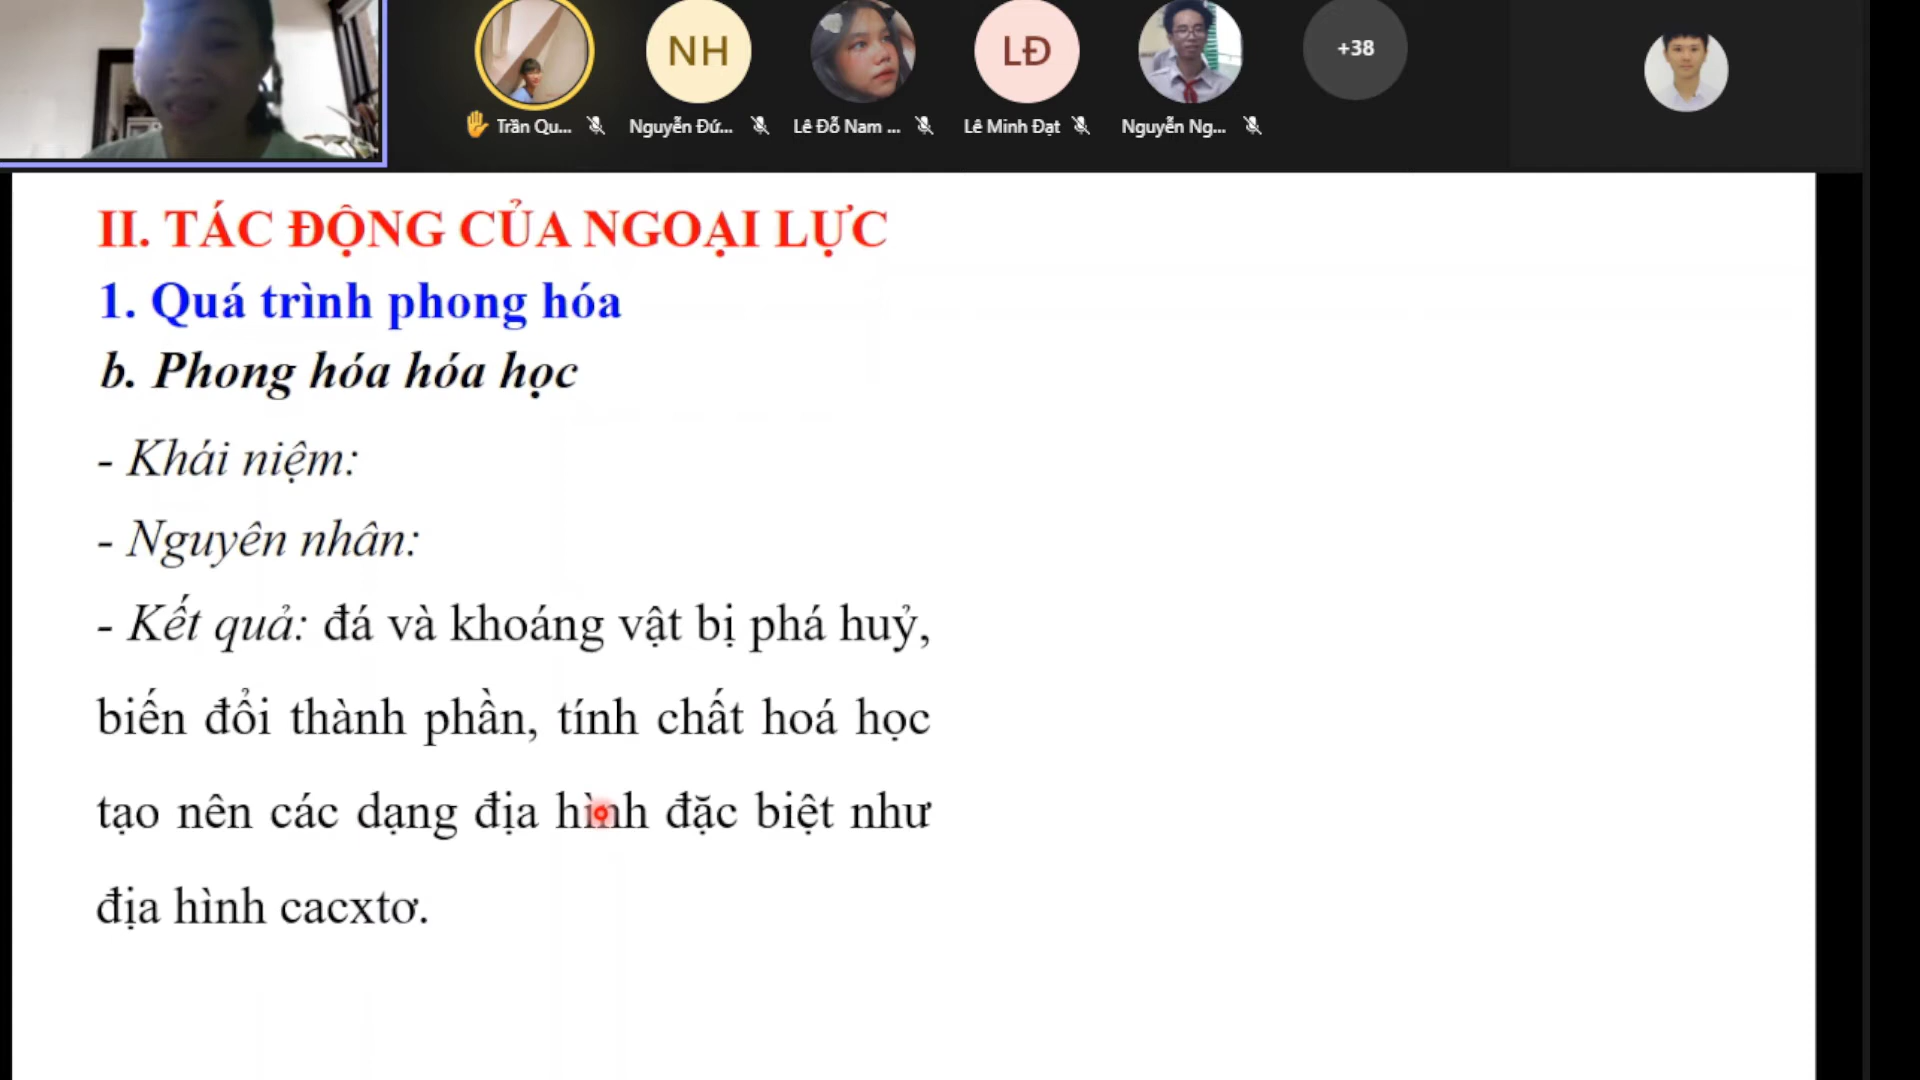 NH
LĐ
+38
Trần Qu...
Nguyễn Đứ...
Lê Đỗ Nam ...
Lê Minh Đạt
Nguyễn Ng...
II. TÁC ĐỘNG CỦA NGOẠI LỰC
1. Quá trình phong hóa
b. Phong hóa hóa học
- Khái niệm:
- Nguyên nhân:
- Kết quả: đá và khoáng vật bị phá huỷ,
biến đổi thành phần, tính chất hoá học
tạo nên các dạng địa hình đặc biệt như
địa hình cacxtơ.